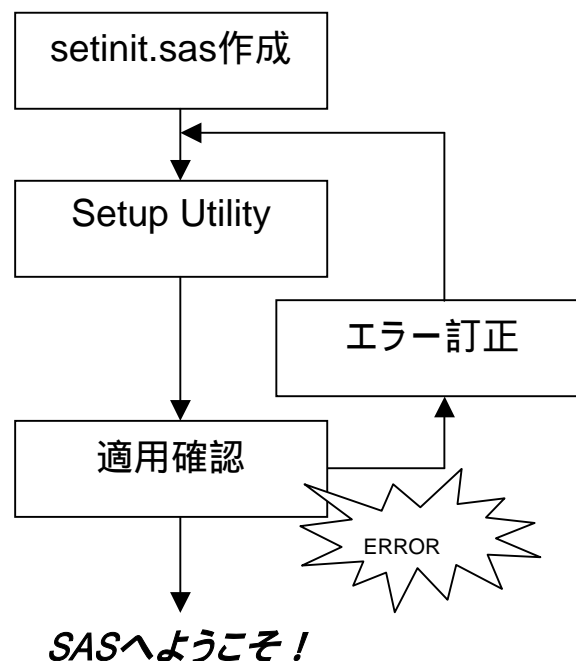 setinit.sas作成
Setup Utility
エラー訂正
適用確認
ERROR
SASへようこそ！